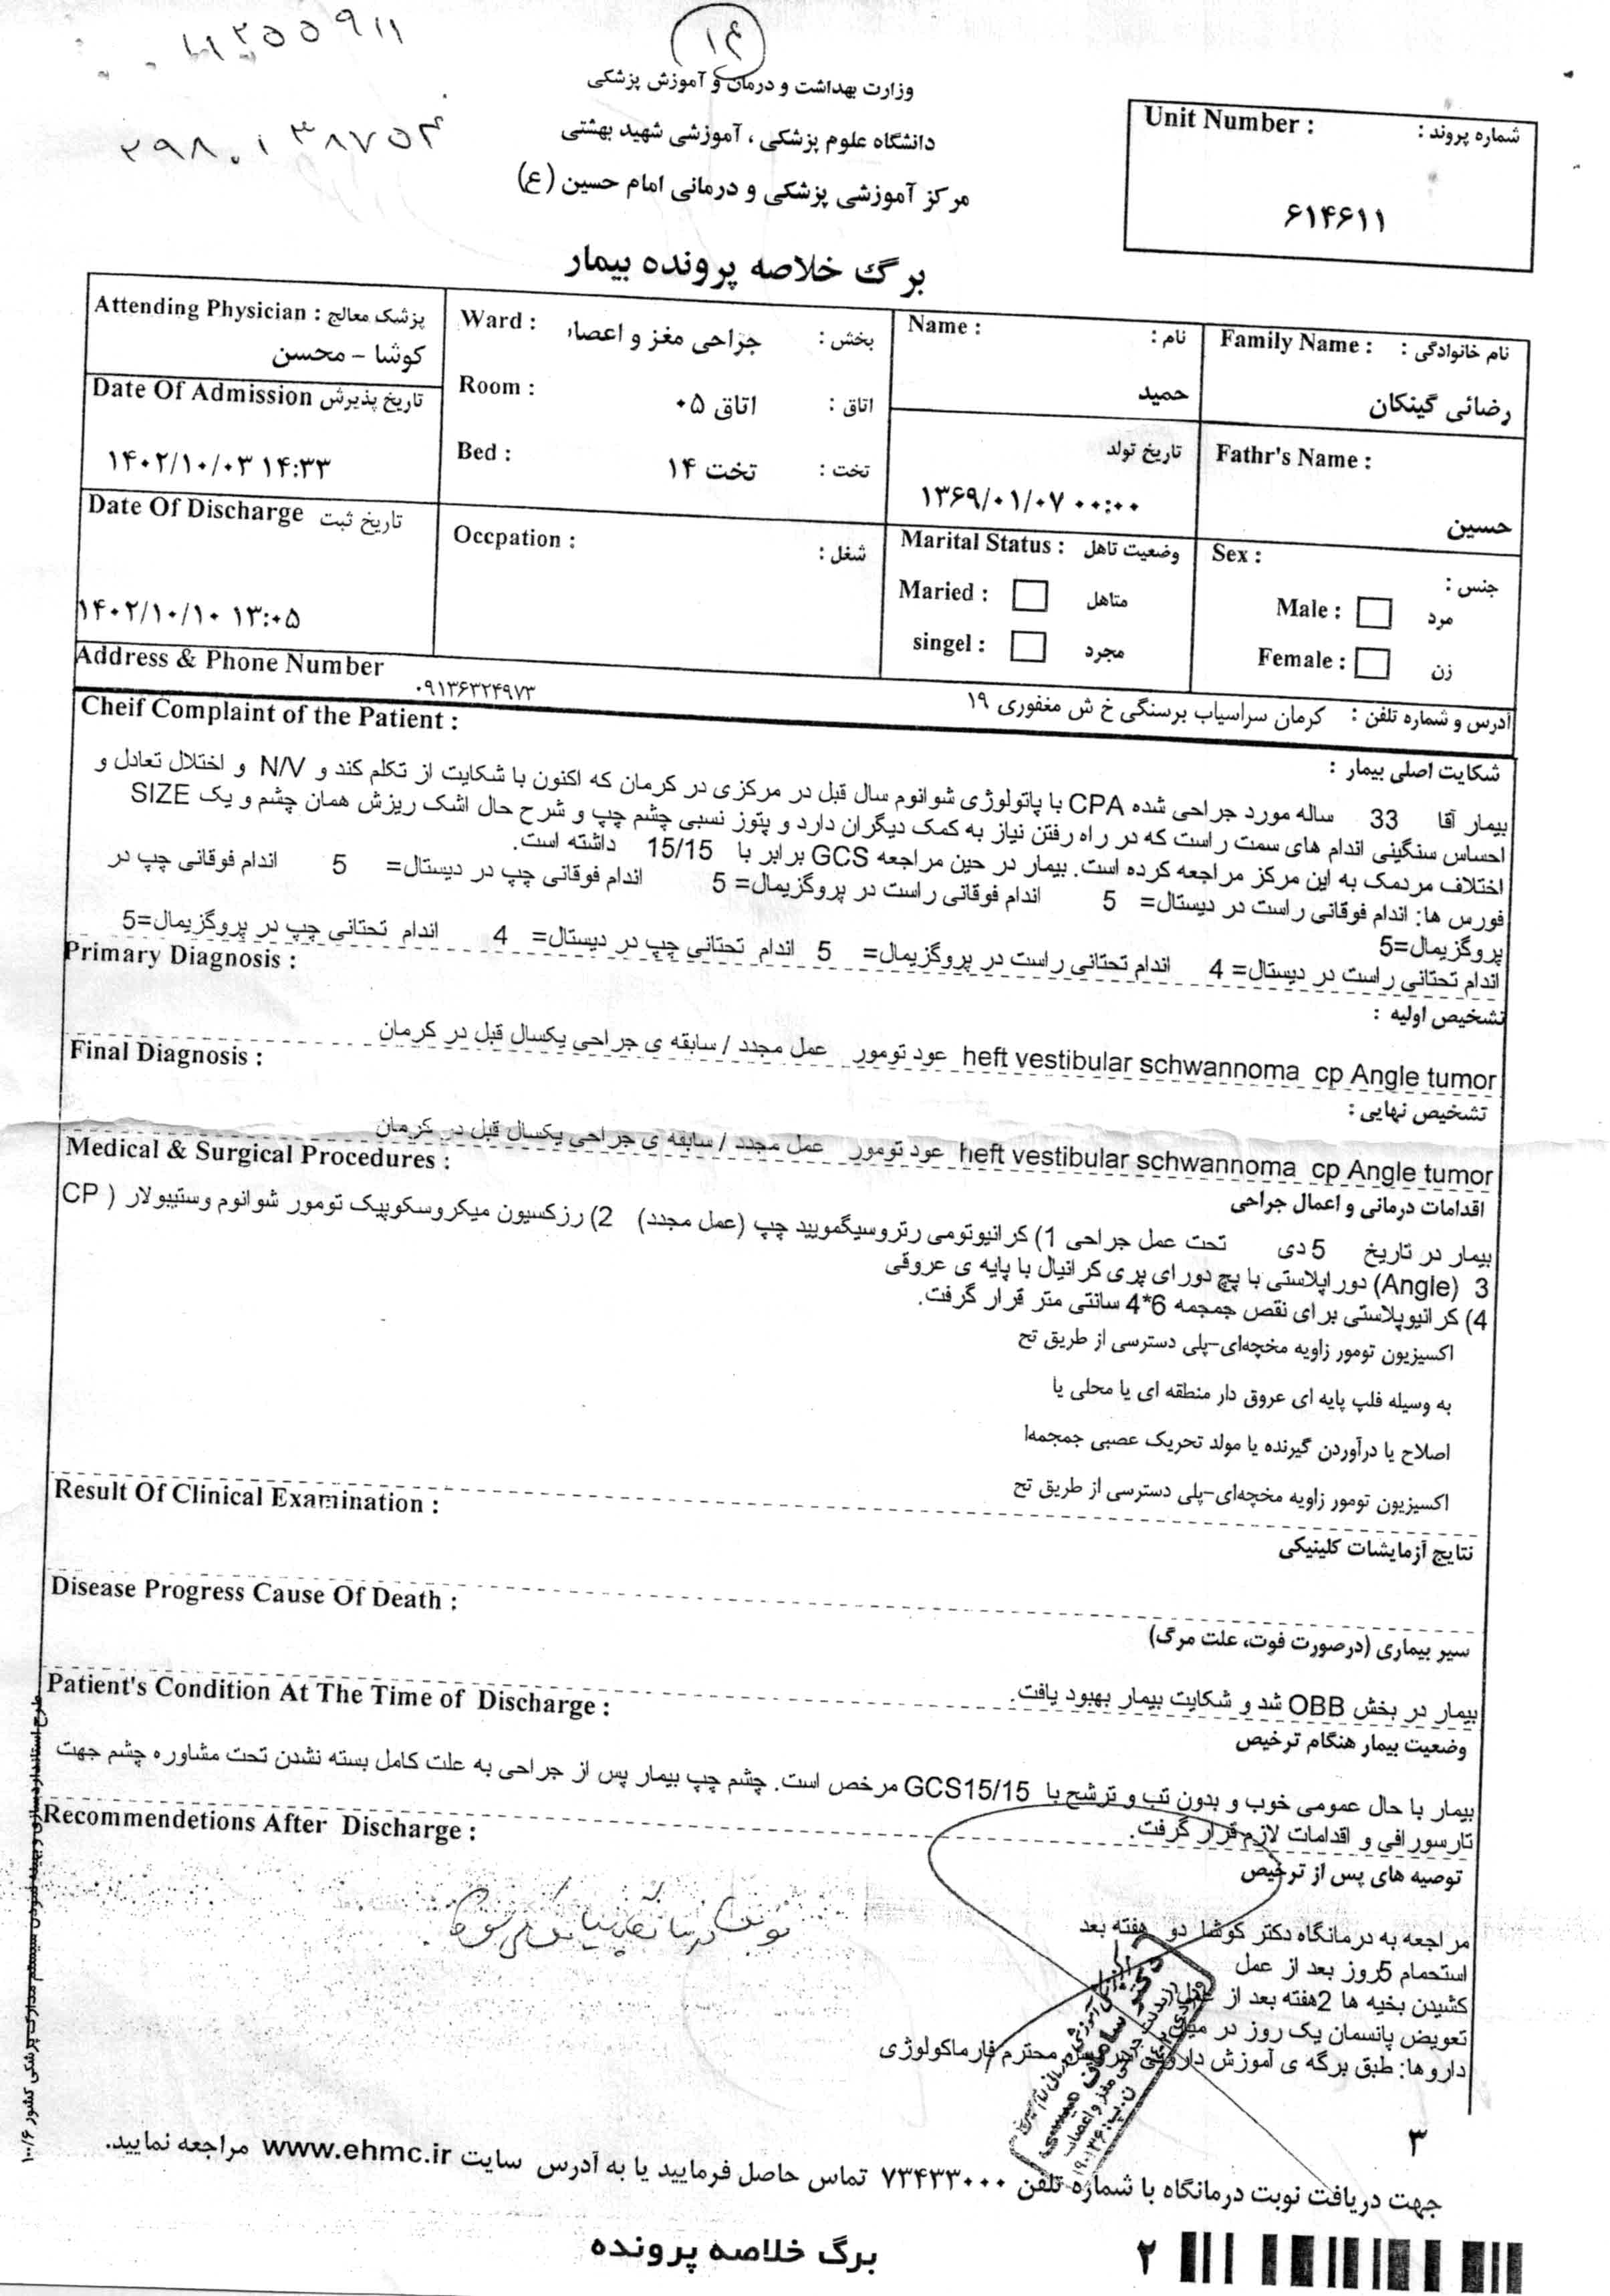 ۱۴
۲۹۸۰۱۳۸۷۵۴
وزارت بهداشت و درمان و آموزش پزشکی
دانشگاه علوم پزشکی ، آموزشی شهید بهشتی
مرکز آموزشی پزشکی و درمانی امام حسین (ع)
Unit Number : شماره پروند :
۶۱۴۶۱۱
برگ خلاصه پرونده بیمار
Family Name : نام خانوادگی :
رضائی گینکان
Name : نام :
حمید
Ward : بخش : جراحی مغز و اعصا
Room : اتاق : اتاق ۰۵
Bed : تخت : تخت ۱۴
Attending Physician : پزشک معالج :
کوشا - محسن
Date Of Admission تاریخ پذیرش
۱۴۰۲/۱۰/۰۳ ۱۴:۳۳
Fathr's Name :
حسین
تاریخ تولد
۱۳۶۹/۰۱/۰۷ ۰۰:۰۰
Date Of Discharge تاریخ ثبت
۱۴۰۲/۱۰/۱۰ ۱۳:۰۵
Sex : جنس :
Male : مرد
Female : زن
Marital Status : وضعیت تاهل
Maried : متاهل
singel : مجرد
Occpation : شغل :
Address & Phone Number
آدرس و شماره تلفن : کرمان سراسیاب برسنگی خ ش مغفوری ۱۹ ۰۹۱۳۶۳۲۴۹۷۳
Cheif Complaint of the Patient :
شکایت اصلی بیمار :
بیمار آقا 33 ساله مورد جراحی شده CPA با پاتولوژی شوانوم سال قبل در مرکزی در کرمان که اکنون با شکایت از تکلم کند و N/V و اختلال تعادل و
احساس سنگینی اندام های سمت راست که در راه رفتن نیاز به کمک دیگران دارد و پتوز نسبی چشم چپ و شرح حال اشک ریزش همان چشم و یک SIZE
اختلاف مردمک به این مرکز مراجعه کرده است. بیمار در حین مراجعه GCS برابر با 15/15 داشته است.
فورس ها: اندام فوقانی راست در دیستال= 5 اندام فوقانی راست در پروگزیمال= 5 اندام فوقانی چپ در دیستال= 5 اندام فوقانی چپ در
پروگزیمال=5
اندام تحتانی راست در دیستال= 4 اندام تحتانی راست در پروگزیمال= 5 اندام تحتانی چپ در دیستال= 4 اندام تحتانی چپ در پروگزیمال=5
Primary Diagnosis :
تشخیص اولیه :
heft vestibular schwannoma cp Angle tumor عود تومور عمل مجدد / سابقه ی جراحی یکسال قبل در کرمان
Final Diagnosis :
تشخیص نهایی :
heft vestibular schwannoma cp Angle tumor عود تومور عمل مجدد / سابقه ی جراحی یکسال قبل در کرمان
Medical & Surgical Procedures :
اقدامات درمانی و اعمال جراحی
بیمار در تاریخ 5 دی تحت عمل جراحی 1) کرانیوتومی رتروسیگمویید چپ (عمل مجدد) 2) رزکسیون میکروسکوپیک تومور شوانوم وستیبولار ( CP
Angle) 3) دوراپلاستی با پچ دورای پری کرانیال با پایه ی عروقی
4) کرانیوپلاستی برای نقص جمجمه 6*4 سانتی متر قرار گرفت.
اکسیزیون تومور زاویه مخچه‌ای-پلی دسترسی از طریق تح
به وسیله فلپ پایه ای عروق دار منطقه ای یا محلی یا
اصلاح یا درآوردن گیرنده یا مولد تحریک عصبی جمجمه‌ا
اکسیزیون تومور زاویه مخچه‌ای-پلی دسترسی از طریق تح
Result Of Clinical Examination :
نتایج آزمایشات کلینیکی
Disease Progress Cause Of Death :
سیر بیماری (درصورت فوت، علت مرگ)
بیمار در بخش OBB شد و شکایت بیمار بهبود یافت.
Patient's Condition At The Time of Discharge :
وضعیت بیمار هنگام ترخیص
بیمار با حال عمومی خوب و بدون تب و ترشح با GCS15/15 مرخص است. چشم چپ بیمار پس از جراحی به علت کامل بسته نشدن تحت مشاوره چشم جهت
تارسورافی و اقدامات لازم قرار گرفت.
Recommendetions After Discharge :
توصیه های پس از ترخیص
مراجعه به درمانگاه دکتر کوشا دو هفته بعد
استحمام 5روز بعد از عمل
کشیدن بخیه ها 2هفته بعد از عمل
تعویض پانسمان یک روز در میان
داروها: طبق برگه ی آموزش دارویی محترم فارماکولوژی
۳
جهت دریافت نوبت درمانگاه با شماره تلفن ۷۳۴۳۳۰۰۰ تماس حاصل فرمایید یا به آدرس سایت www.ehmc.ir مراجعه نمایید.
برگ خلاصه پرونده
۲
طرح استاندارد سازی و بهینه نمودن سیستم مدارک پزشکی کشور ۱۰۰/۶